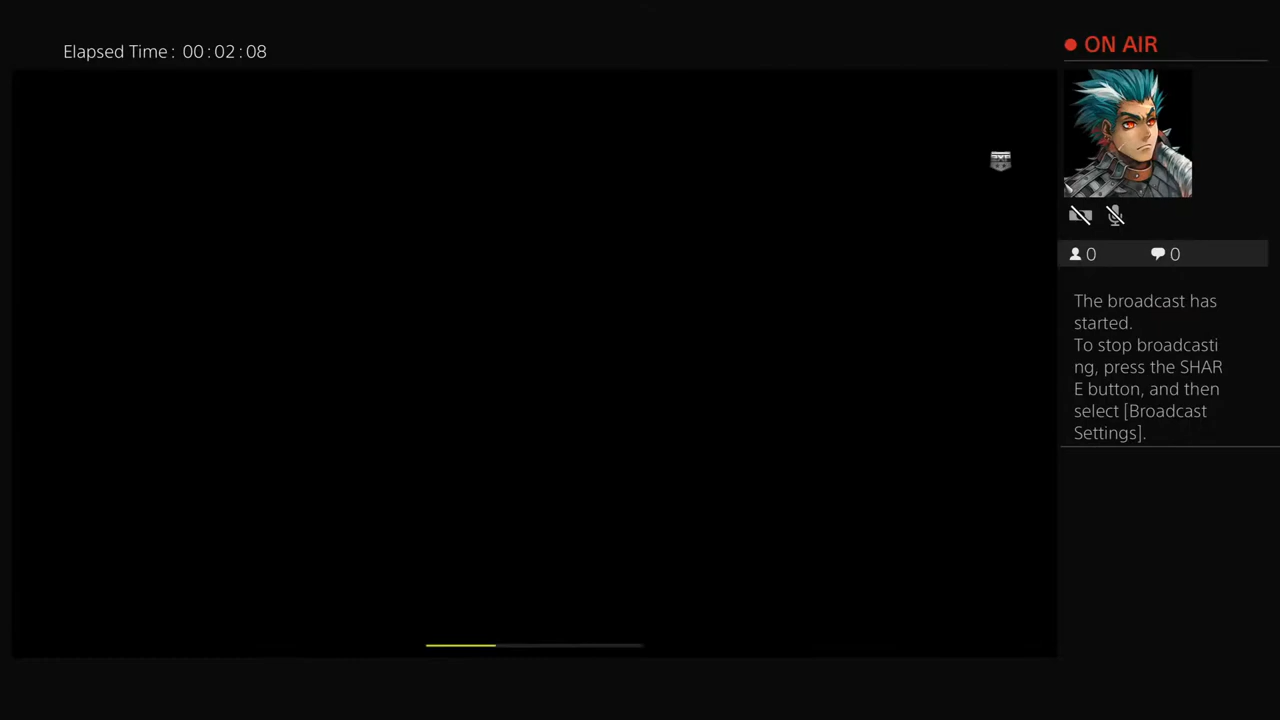 Elapsed Time: 00:02:08
ON AIR
0
0
The broadcast has
started.
To stop broadcasti
ng, press the SHAR
E button, and then
select [Broadcast
Settings].